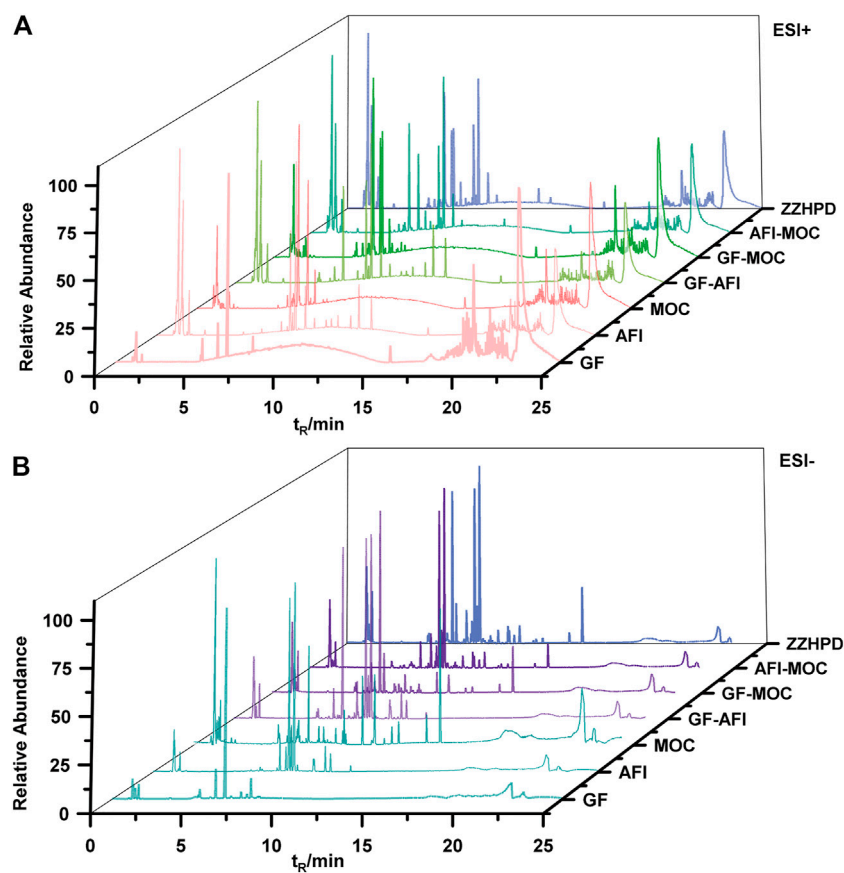 A
ESI+
100
75
50
25
0
Relative Abundance
0 5 10 15 20 25
tR/min
ZZHPD
AFI-MOC
GF-MOC
GF-AFI
MOC
AFI
GF
B
ESI-
100
75
50
25
0
Relative Abundance
0 5 10 15 20 25
tR/min
ZZHPD
AFI-MOC
GF-MOC
GF-AFI
MOC
AFI
GF